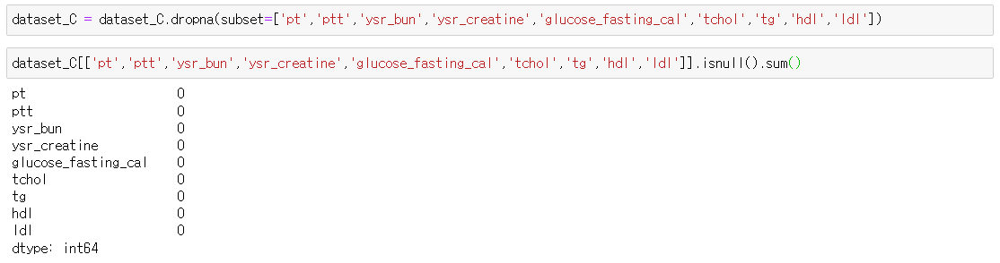 dataset_C = dataset_C.dropna(subset=['pt','ptt','ysr_bun','ysr_creatine','glucose_fasting_cal','tchol','tg','hdl','ldl'])
dataset_C[['pt','ptt','ysr_bun','ysr_creatine','glucose_fasting_cal','tchol','tg','hdl','ldl']].isnull().sum()
pt 0
ptt 0
ysr_bun 0
ysr_creatine 0
glucose_fasting_cal 0
tchol 0
tg 0
hdl 0
ldl 0
dtype: int64